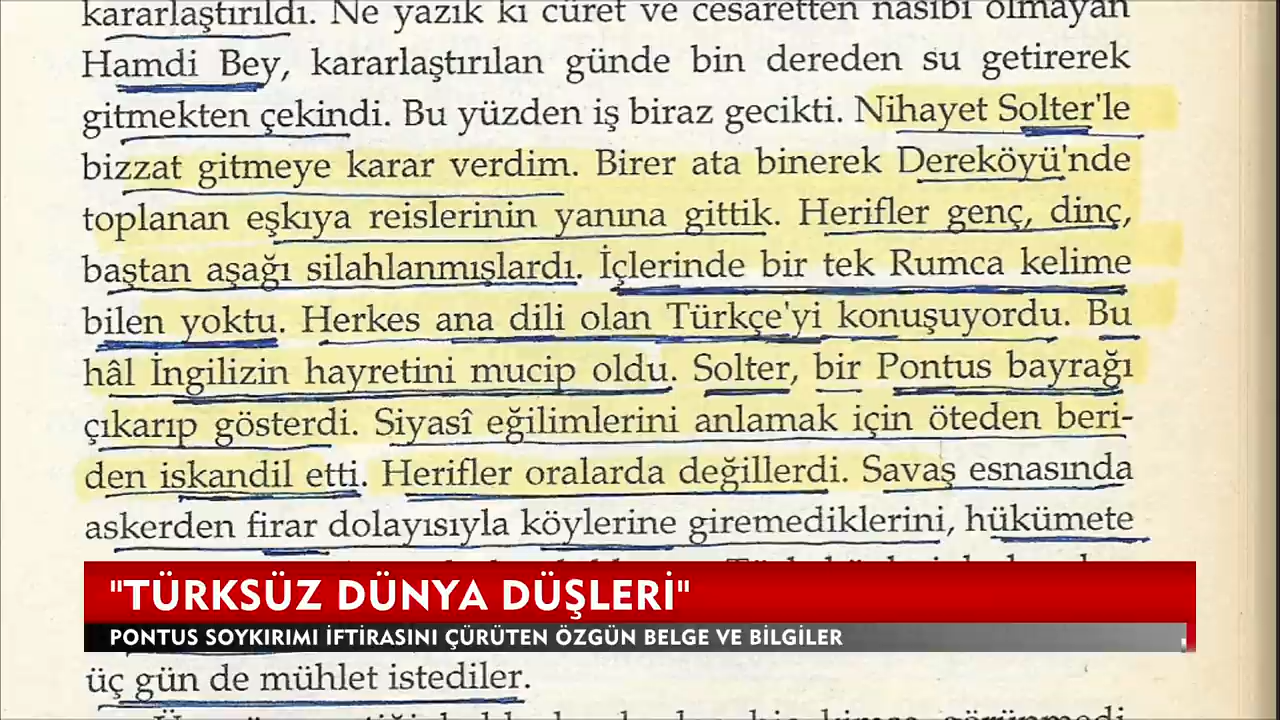 kararlaştırıldı. Ne yazık ki cüret ve cesaretten nasibi olmayan
Hamdi Bey, kararlaştırılan günde bin dereden su getirerek
gitmekten çekindi. Bu yüzden iş biraz gecikti. Nihayet Solter'le
bizzat gitmeye karar verdim. Birer ata binerek Dereköyü'nde
toplanan eşkıya reislerinin yanına gittik. Herifler genç, dinç,
baştan aşağı silahlanmışlardı. İçlerinde bir tek Rumca kelime
bilen yoktu. Herkes ana dili olan Türkçe'yi konuşuyordu. Bu
hâl İngilizin hayretini mucip oldu. Solter, bir Pontus bayrağı
çıkarıp gösterdi. Siyasî eğilimlerini anlamak için öteden beri-
den iskandil etti. Herifler oralarda değillerdi. Savaş esnasında
askerden firar dolayısıyla köylerine giremediklerini, hükümete
"TÜRKSÜZ DÜNYA DÜŞLERİ"
PONTUS SOYKIRIMI İFTİRASINI ÇÜRÜTEN ÖZGÜN BELGE VE BİLGİLER
üç gün de mühlet istediler.